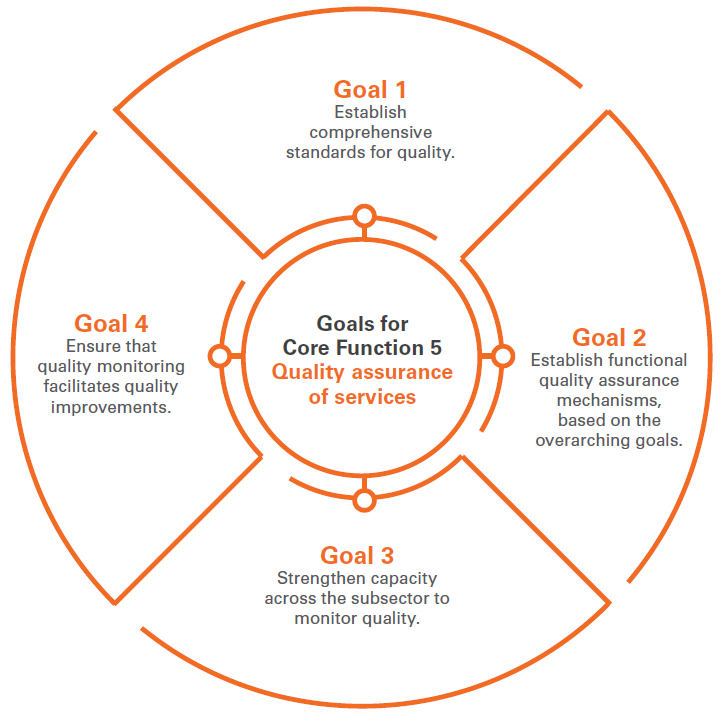 Goal 1
Establish
comprehensive
standards for quality.
Goals for
Core Function 5
Quality assurance
of services
Goal 2
Establish functional
quality assurance
mechanisms,
based on the
overarching goals.
Goal 3
Strengthen capacity
across the subsector to
monitor quality.
Goal 4
Ensure that
quality monitoring
facilitates quality
improvements.